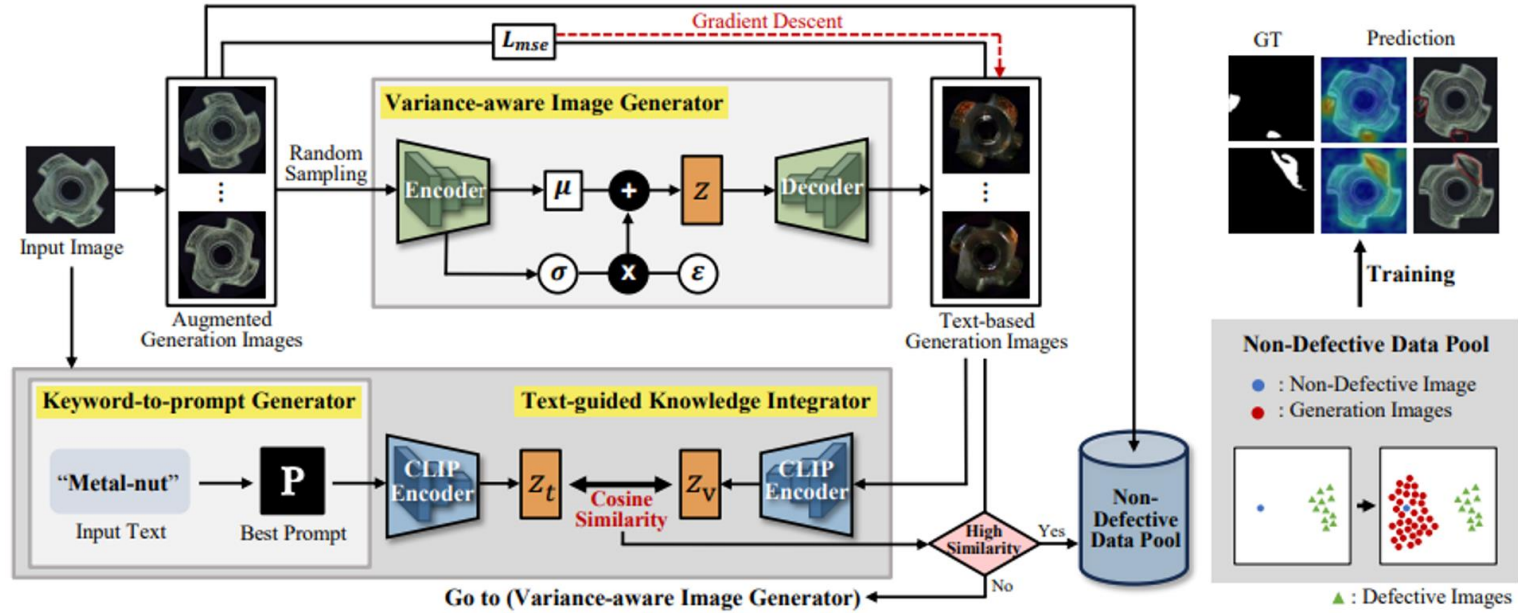 Gradient Descent
L_mse
GT
Prediction
Variance-aware Image Generator
Random
Sampling
Encoder
μ
+
Z
Decoder
Input Image
σ
x
ε
Training
Augmented
Generation Images
Text-based
Generation Images
Non-Defective Data Pool
: Non-Defective Image
: Generation Images
Keyword-to-prompt Generator
Text-guided Knowledge Integrator
“Metal-nut”
P
CLIP
Encoder
Z_t
Cosine
Similarity
Z_v
CLIP
Encoder
Input Text
Best Prompt
High
Similarity
Yes
No
Non-
Defective
Data Pool
Go to (Variance-aware Image Generator)
: Defective Images